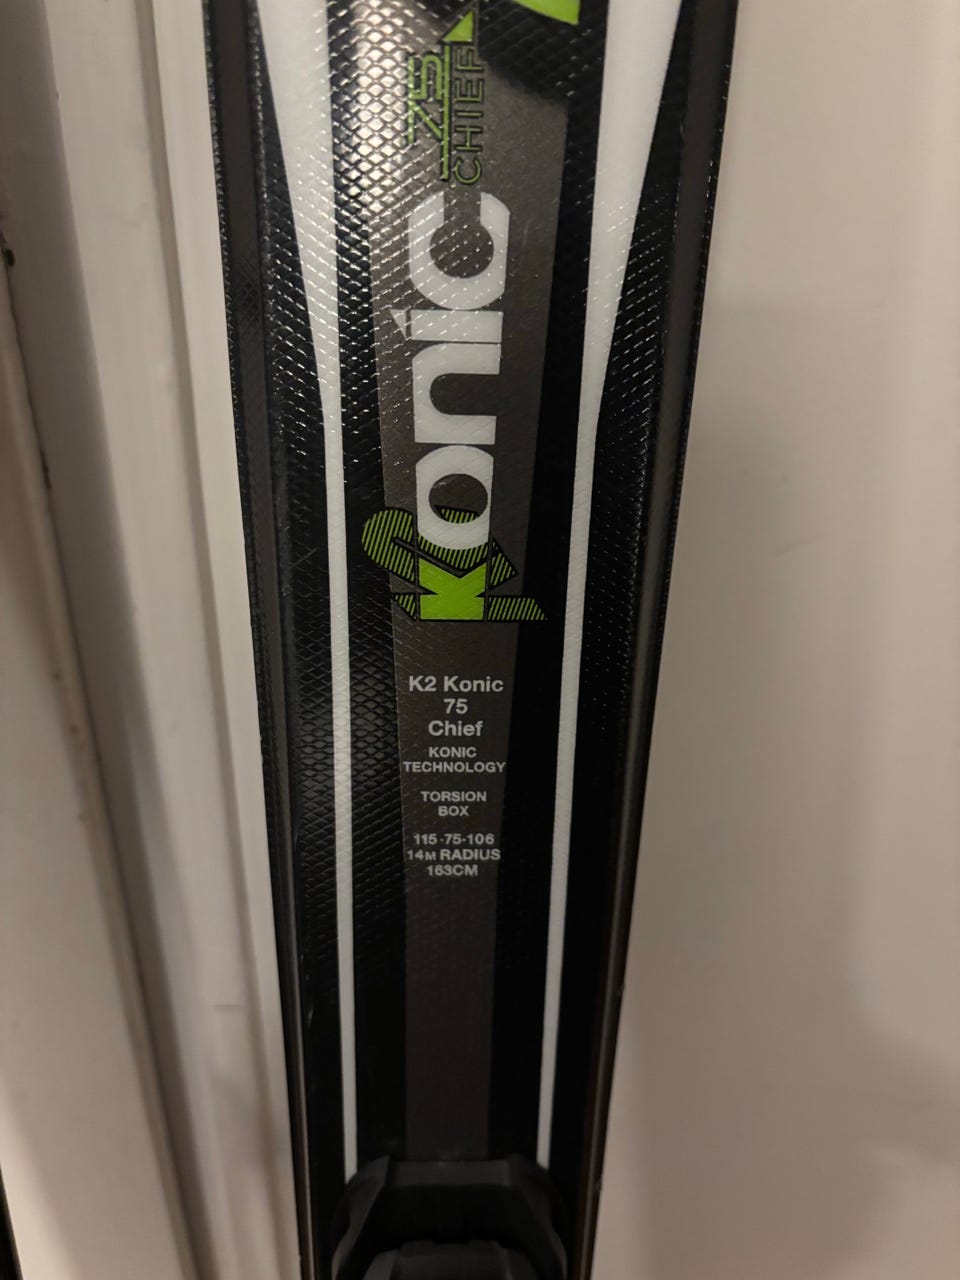 75
CHIEF
Konic
K2 Konic
75
Chief
KONIC
TECHNOLOGY
TORSION
BOX
115-75-106
14M RADIUS
163CM